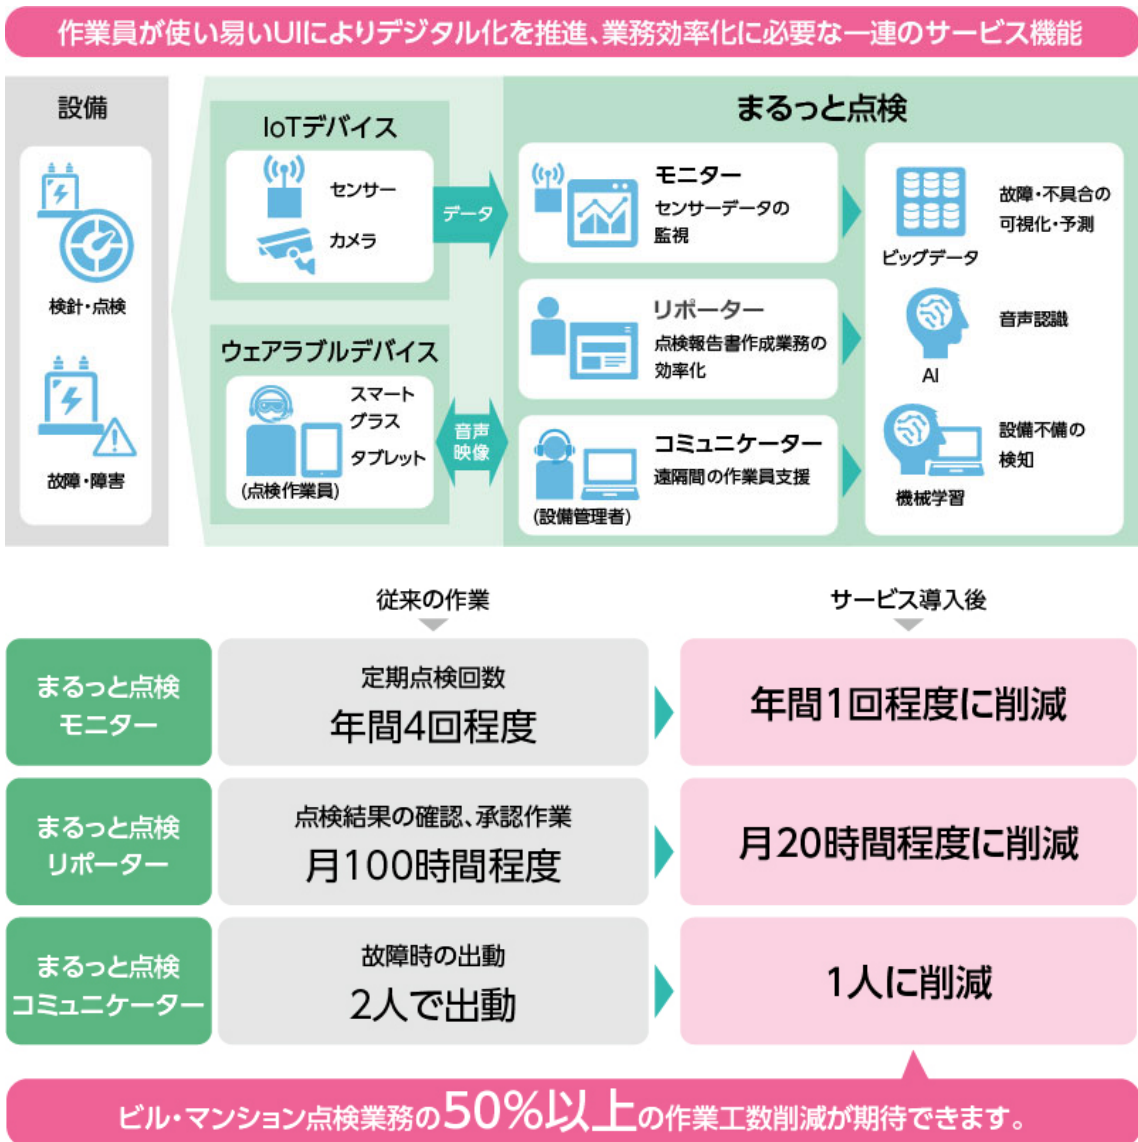 作業員が使い易いUIによりデジタル化を推進、業務効率化に必要な一連のサービス機能
設備
検針・点検
故障・障害
IoTデバイス
センサー
カメラ
データ
ウェアラブルデバイス
スマート
グラス
タブレット
(点検作業員)
音声
映像
まるっと点検
モニター
センサーデータの
監視
リポーター
点検報告書作成業務の
効率化
コミュニケーター
遠隔間の作業員支援
(設備管理者)
ビッグデータ
故障・不具合の
可視化・予測
AI
音声認識
機械学習
設備不備の
検知
従来の作業
サービス導入後
まるっと点検
モニター
定期点検回数
年間4回程度
年間1回程度に削減
まるっと点検
リポーター
点検結果の確認、承認作業
月100時間程度
月20時間程度に削減
まるっと点検
コミュニケーター
故障時の出動
2人で出動
1人に削減
ビル・マンション点検業務の50%以上の作業工数削減が期待できます。